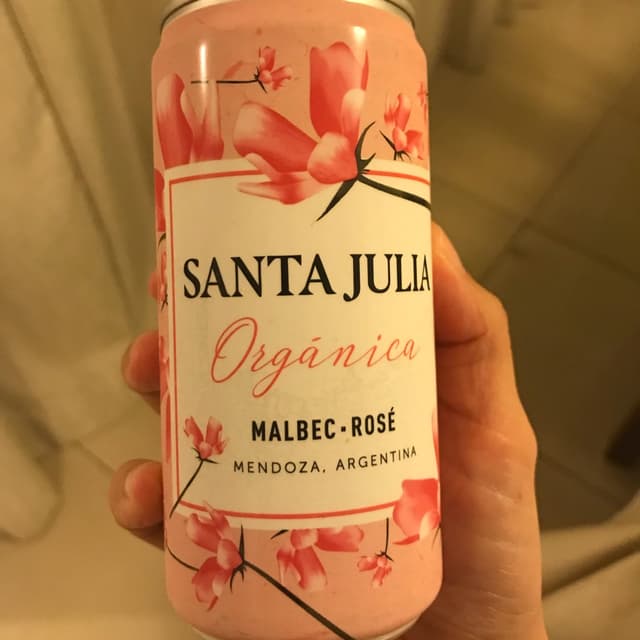 SANTA JULIA
Orgánica
MALBEC·ROSÉ
MENDOZA, ARGENTINA